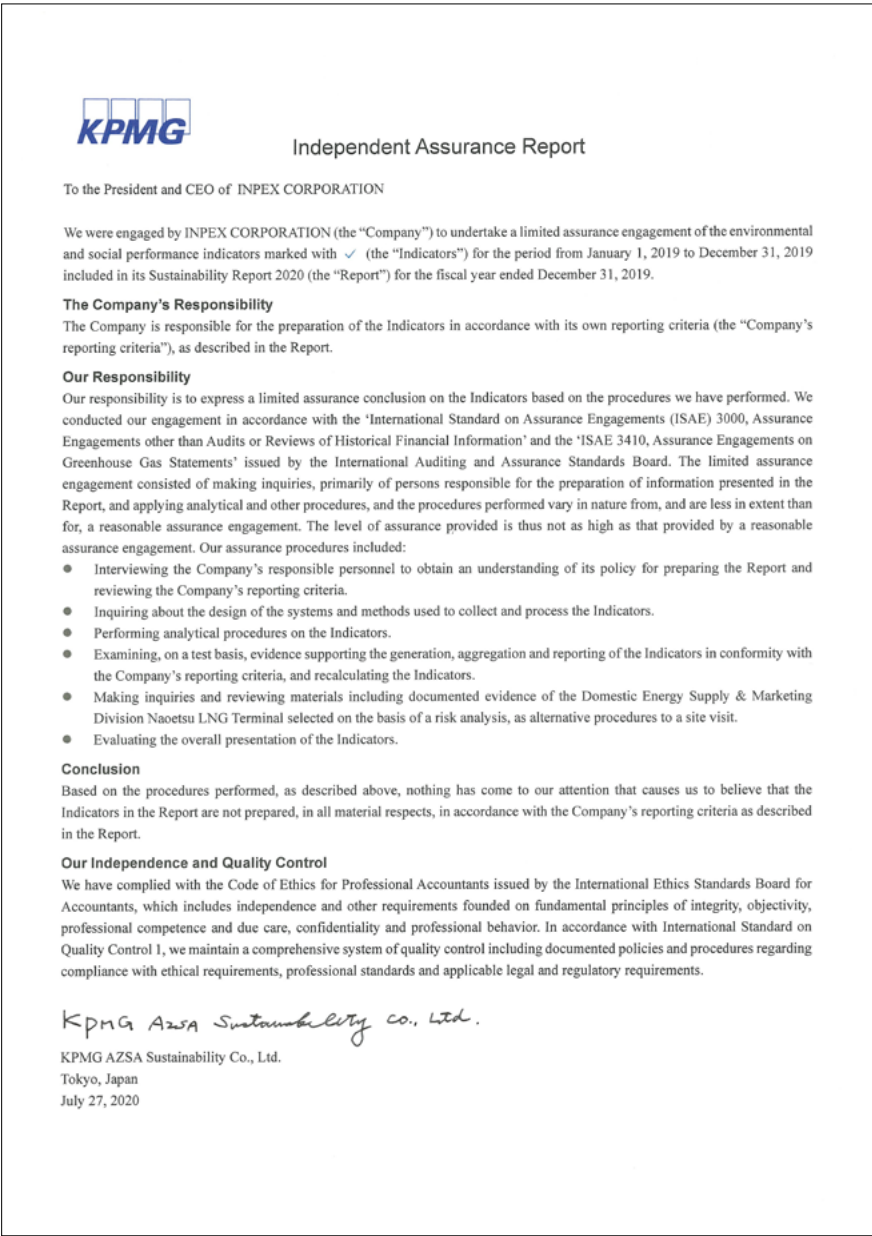 KPMG
Independent Assurance Report
To the President and CEO of INPEX CORPORATION
We were engaged by INPEX CORPORATION (the “Company”) to undertake a limited assurance engagement of the environmental
and social performance indicators marked with ✓ (the “Indicators”) for the period from January 1, 2019 to December 31, 2019
included in its Sustainability Report 2020 (the “Report”) for the fiscal year ended December 31, 2019.
The Company’s Responsibility
The Company is responsible for the preparation of the Indicators in accordance with its own reporting criteria (the “Company’s
reporting criteria”), as described in the Report.
Our Responsibility
Our responsibility is to express a limited assurance conclusion on the Indicators based on the procedures we have performed. We
conducted our engagement in accordance with the ‘International Standard on Assurance Engagements (ISAE) 3000, Assurance
Engagements other than Audits or Reviews of Historical Financial Information’ and the ‘ISAE 3410, Assurance Engagements on
Greenhouse Gas Statements’ issued by the International Auditing and Assurance Standards Board. The limited assurance
engagement consisted of making inquiries, primarily of persons responsible for the preparation of information presented in the
Report, and applying analytical and other procedures, and the procedures performed vary in nature from, and are less in extent than
for, a reasonable assurance engagement. The level of assurance provided is thus not as high as that provided by a reasonable
assurance engagement. Our assurance procedures included:
● Interviewing the Company’s responsible personnel to obtain an understanding of its policy for preparing the Report and
reviewing the Company’s reporting criteria.
● Inquiring about the design of the systems and methods used to collect and process the Indicators.
● Performing analytical procedures on the Indicators.
● Examining, on a test basis, evidence supporting the generation, aggregation and reporting of the Indicators in conformity with
the Company’s reporting criteria, and recalculating the Indicators.
● Making inquiries and reviewing materials including documented evidence of the Domestic Energy Supply & Marketing
Division Naoetsu LNG Terminal selected on the basis of a risk analysis, as alternative procedures to a site visit.
● Evaluating the overall presentation of the Indicators.
Conclusion
Based on the procedures performed, as described above, nothing has come to our attention that causes us to believe that the
Indicators in the Report are not prepared, in all material respects, in accordance with the Company’s reporting criteria as described
in the Report.
Our Independence and Quality Control
We have complied with the Code of Ethics for Professional Accountants issued by the International Ethics Standards Board for
Accountants, which includes independence and other requirements founded on fundamental principles of integrity, objectivity,
professional competence and due care, confidentiality and professional behavior. In accordance with International Standard on
Quality Control 1, we maintain a comprehensive system of quality control including documented policies and procedures regarding
compliance with ethical requirements, professional standards and applicable legal and regulatory requirements.
KPMG AZSA Sustainability Co., Ltd.
KPMG AZSA Sustainability Co., Ltd.
Tokyo, Japan
July 27, 2020